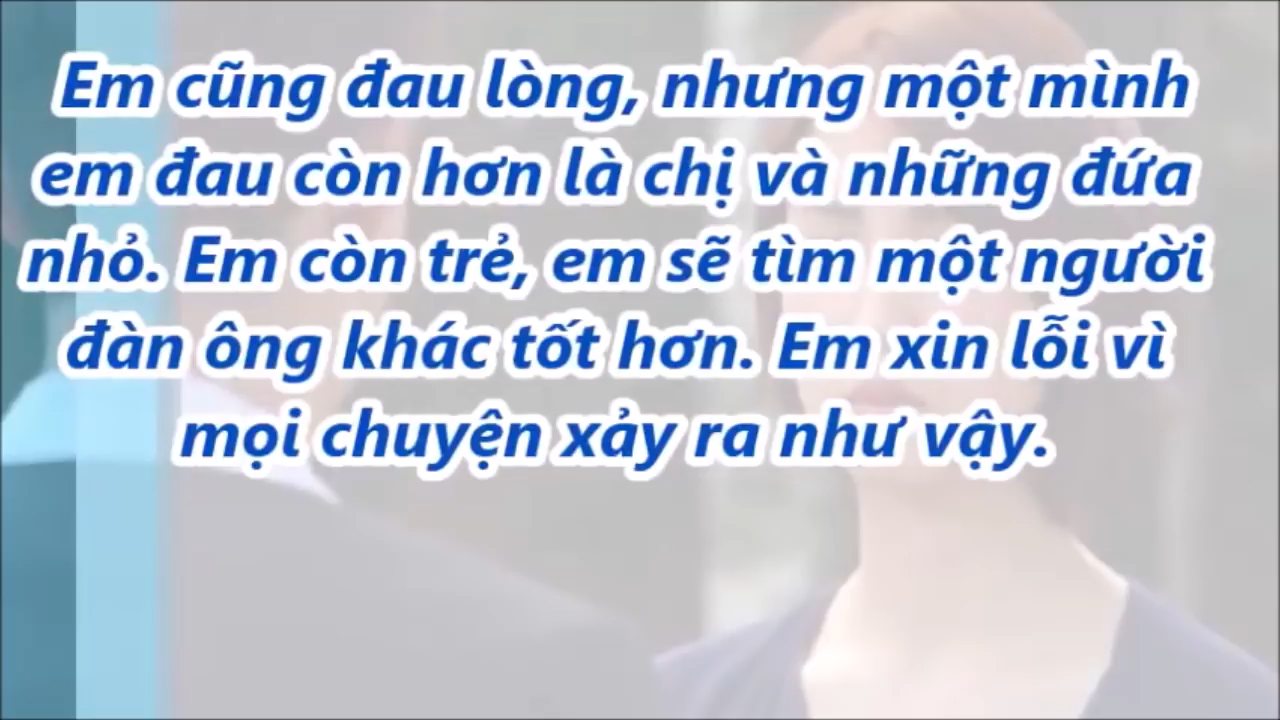 Em cũng đau lòng, nhưng một mình
em đau còn hơn là chị và những đứa
nhỏ. Em còn trẻ, em sẽ tìm một người
đàn ông khác tốt hơn. Em xin lỗi vì
mọi chuyện xảy ra như vậy.